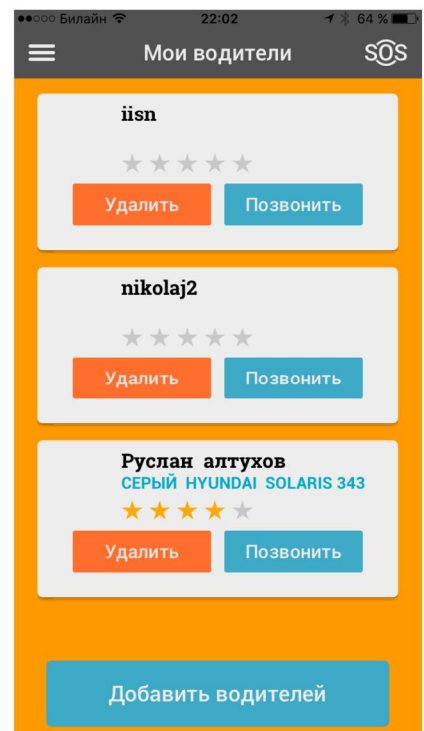 Билайн 22:02 64 %
Мои водители SOS
iisn
Удалить Позвонить
nikolaj2
Удалить Позвонить
Руслан алтухов
СЕРЫЙ HYUNDAI SOLARIS 343
Удалить Позвонить
Добавить водителей